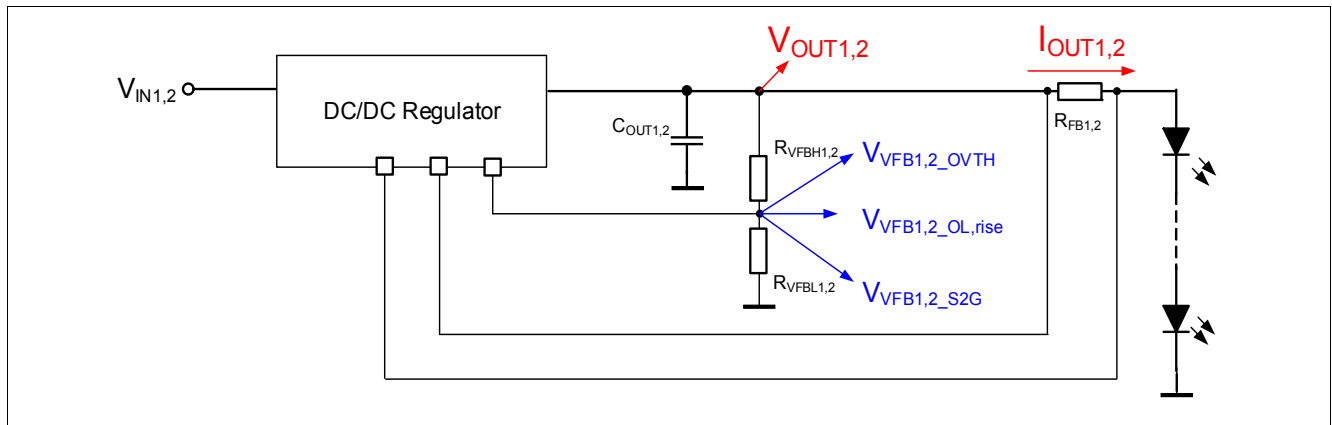 VOUT1,2
IOUT1,2
VIN1,2
DC/DC Regulator
COUT1,2
RFB1,2
RVFBH1,2
VVFB1,2_OVTH
VVFB1,2_OL,rise
RVFBL1,2
VVFB1,2_S2G